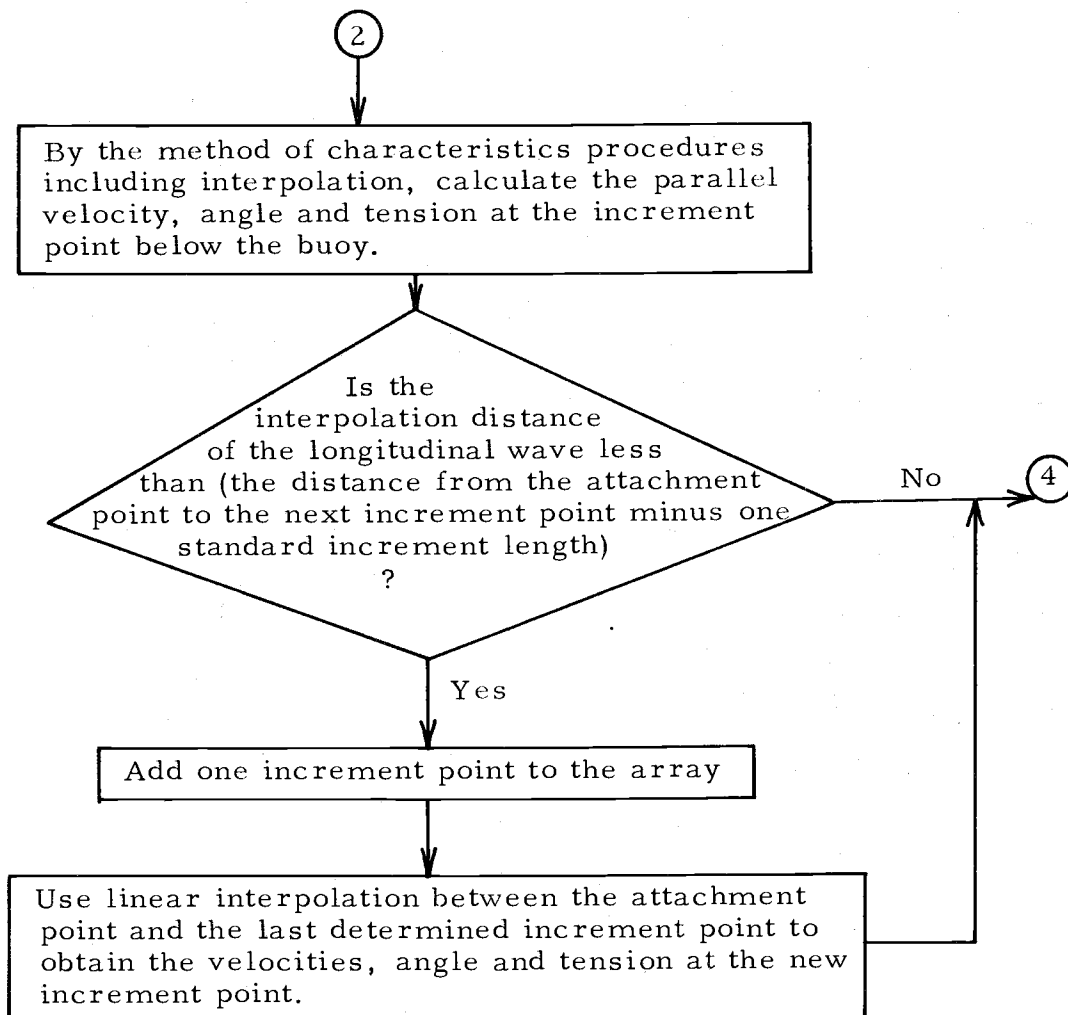 2
By the method of characteristics procedures
including interpolation, calculate the parallel
velocity, angle and tension at the increment
point below the buoy.
Is the
interpolation distance
of the longitudinal wave less
than (the distance from the attachment
point to the next increment point minus one
standard increment length)
?
No
4
Yes
Add one increment point to the array
Use linear interpolation between the attachment
point and the last determined increment point to
obtain the velocities, angle and tension at the new
increment point.